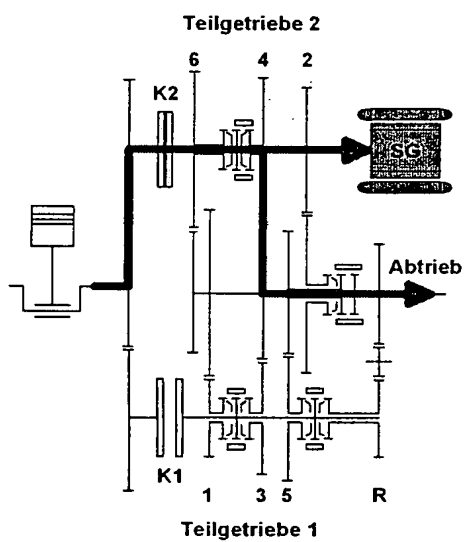 Teilgetriebe 2
6 4 2
K2
SG
Abtrieb
K1
1 3 5 R
Teilgetriebe 1